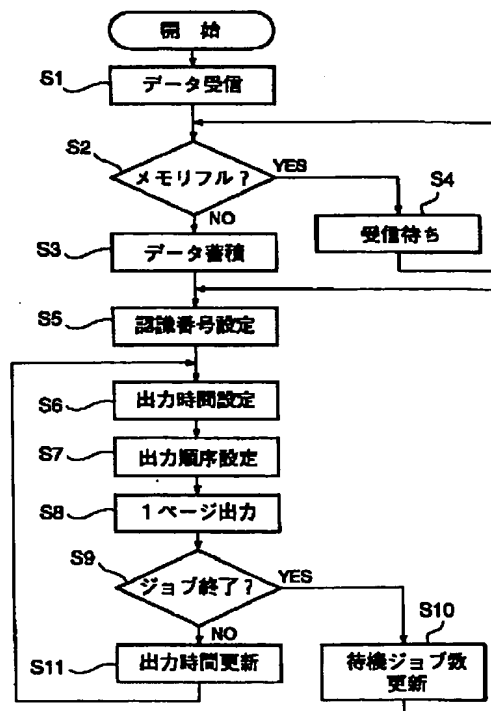 開始
S1
データ受信
S2
メモリフル？
YES
S4
受信待ち
NO
S3
データ蓄積
S5
認識番号設定
S6
出力時間設定
S7
出力順序設定
S8
1ページ出力
S9
ジョブ終了？
YES
S10
待機ジョブ数
更新
NO
S11
出力時間更新